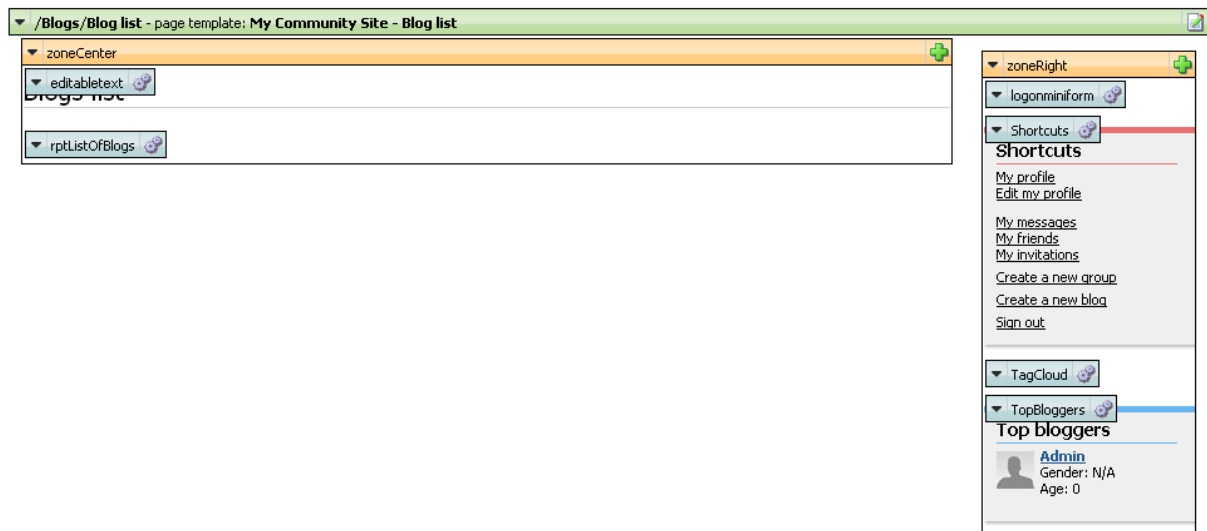 /Blogs/Blog list - page template: My Community Site - Blog list
zoneCenter
editabletext
Blogs list
rptListOfBlogs
zoneRight
logonminiform
Shortcuts
Shortcuts
My profile
Edit my profile
My messages
My friends
My invitations
Create a new group
Create a new blog
Sign out
TagCloud
TopBloggers
Top bloggers
Admin
Gender: N/A
Age: 0